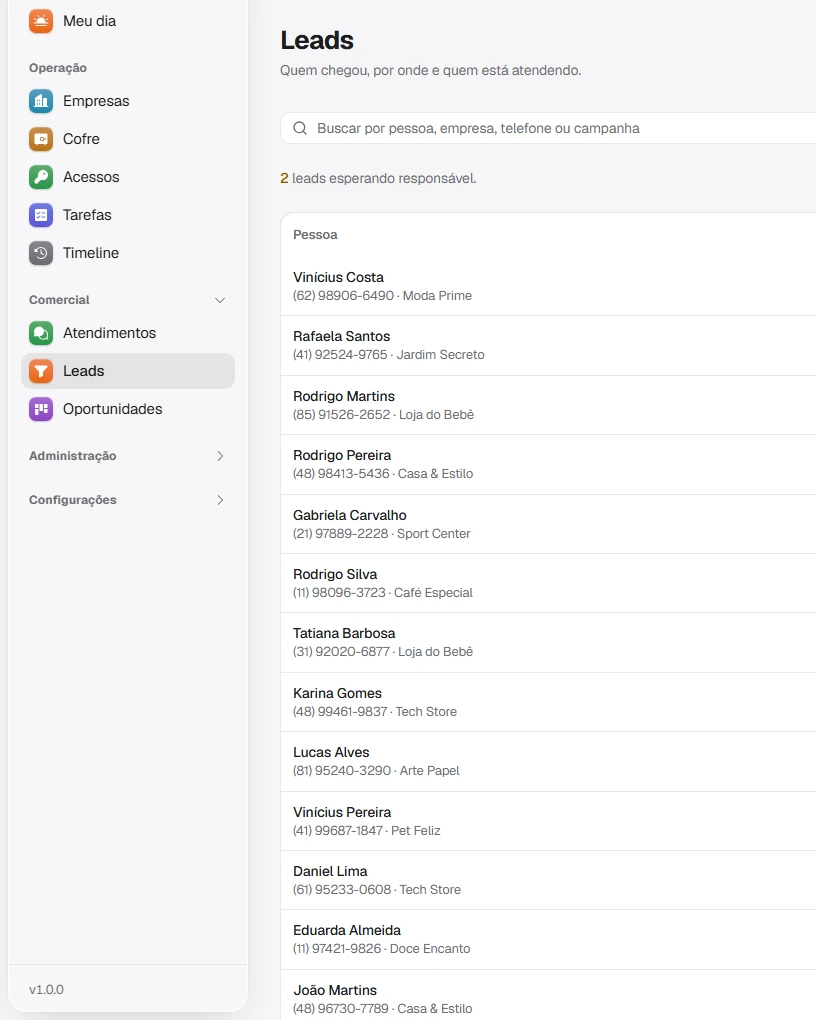 Meu dia
Operação
Empresas
Cofre
Acessos
Tarefas
Timeline
Comercial
Atendimentos
Leads
Oportunidades
Administração
Configurações
v1.0.0
Leads
Quem chegou, por onde e quem está atendendo.
Buscar por pessoa, empresa, telefone ou campanha
2 leads esperando responsável.
Pessoa
Vinícius Costa
(62) 98906-6490 · Moda Prime
Rafaela Santos
(41) 92524-9765 · Jardim Secreto
Rodrigo Martins
(85) 91526-2652 · Loja do Bebê
Rodrigo Pereira
(48) 98413-5436 · Casa & Estilo
Gabriela Carvalho
(21) 97889-2228 · Sport Center
Rodrigo Silva
(11) 98096-3723 · Café Especial
Tatiana Barbosa
(31) 92020-6877 · Loja do Bebê
Karina Gomes
(48) 99461-9837 · Tech Store
Lucas Alves
(81) 95240-3290 · Arte Papel
Vinícius Pereira
(41) 99687-1847 · Pet Feliz
Daniel Lima
(61) 95233-0608 · Tech Store
Eduarda Almeida
(11) 97421-9826 · Doce Encanto
João Martins
(48) 96730-7789 · Casa & Estilo